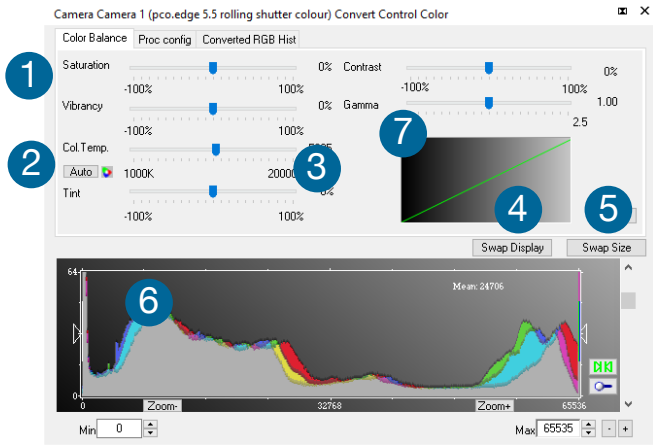 Camera Camera 1 (pco.edge 5.5 rolling shutter colour) Convert Control Color
Color Balance Proc config Converted RGB Hist
1
Saturation 0% Contrast 0%
-100% 100% -100% 100%
Vibrancy 0% Gamma 1.00
-100% 100% 2.5
7
2
Col.Temp.
3
Auto 1000K
Tint
-100% 100%
4
5
Swap Display Swap Size
64
Mean: 24706
6
0
0 Zoom- 32768 Zoom+ 65536
Min 0 Max 65535 - +